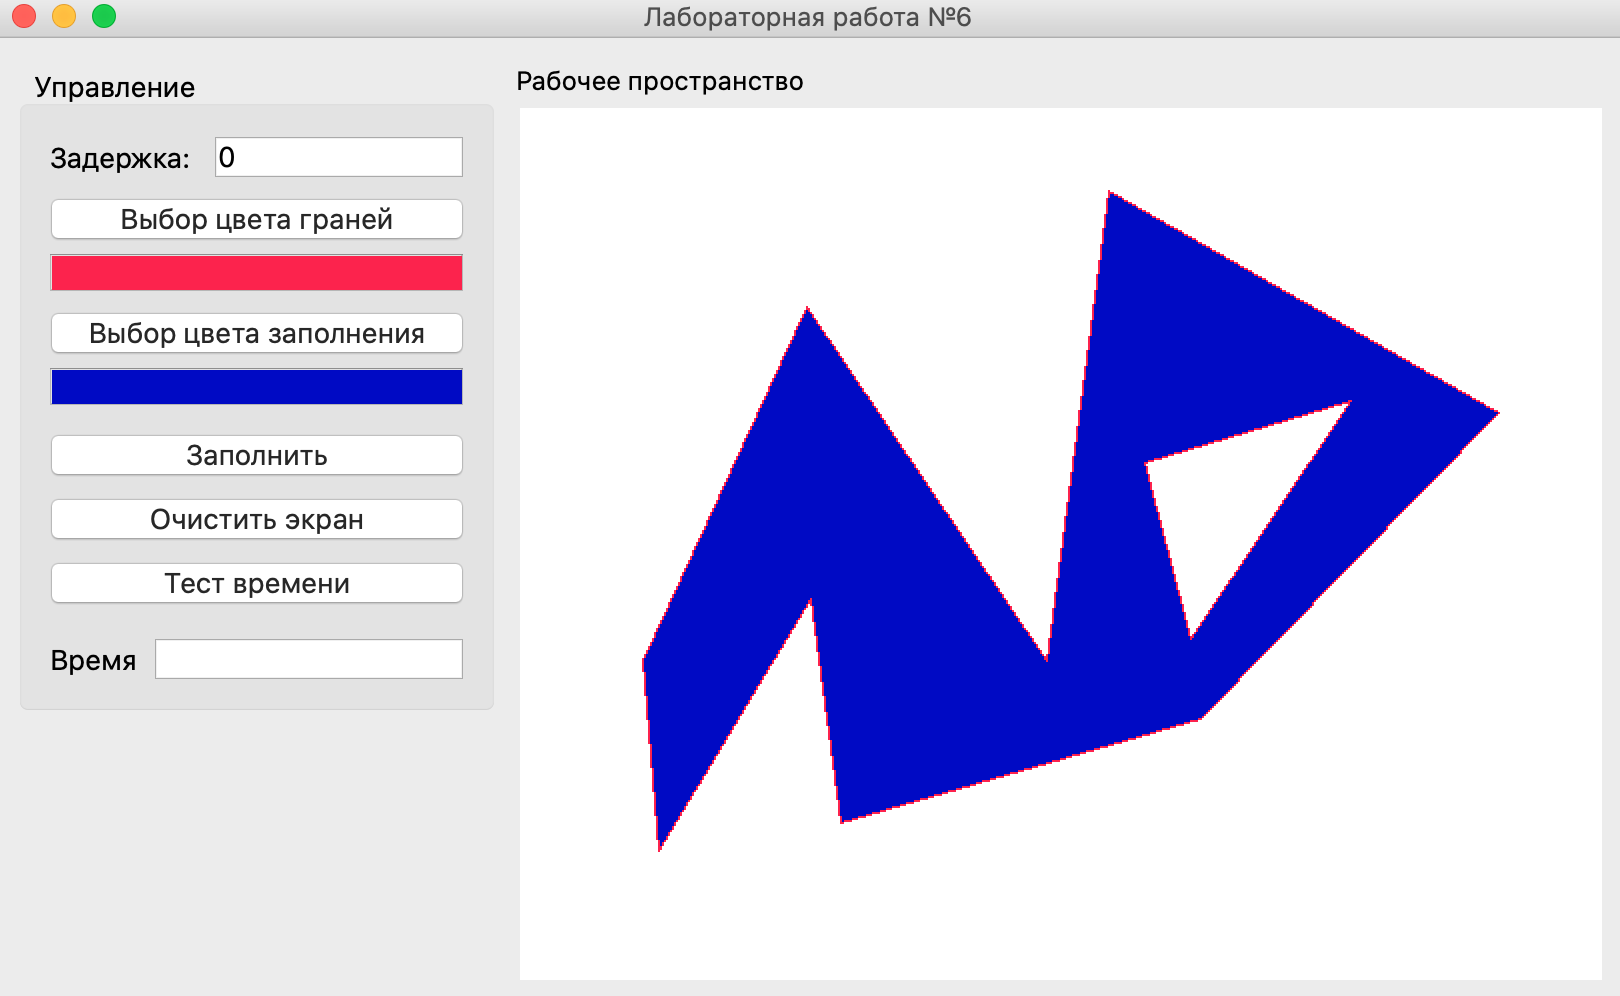 Лабораторная работа №6
Управление
Рабочее пространство
Задержка: 0
Выбор цвета граней
Выбор цвета заполнения
Заполнить
Очистить экран
Тест времени
Время